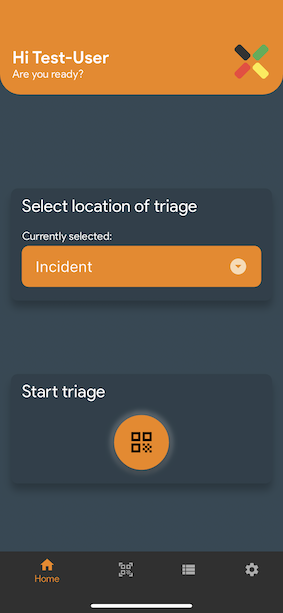 Hi Test-User
Are you ready?
Select location of triage
Currently selected:
Incident
Start triage
Home